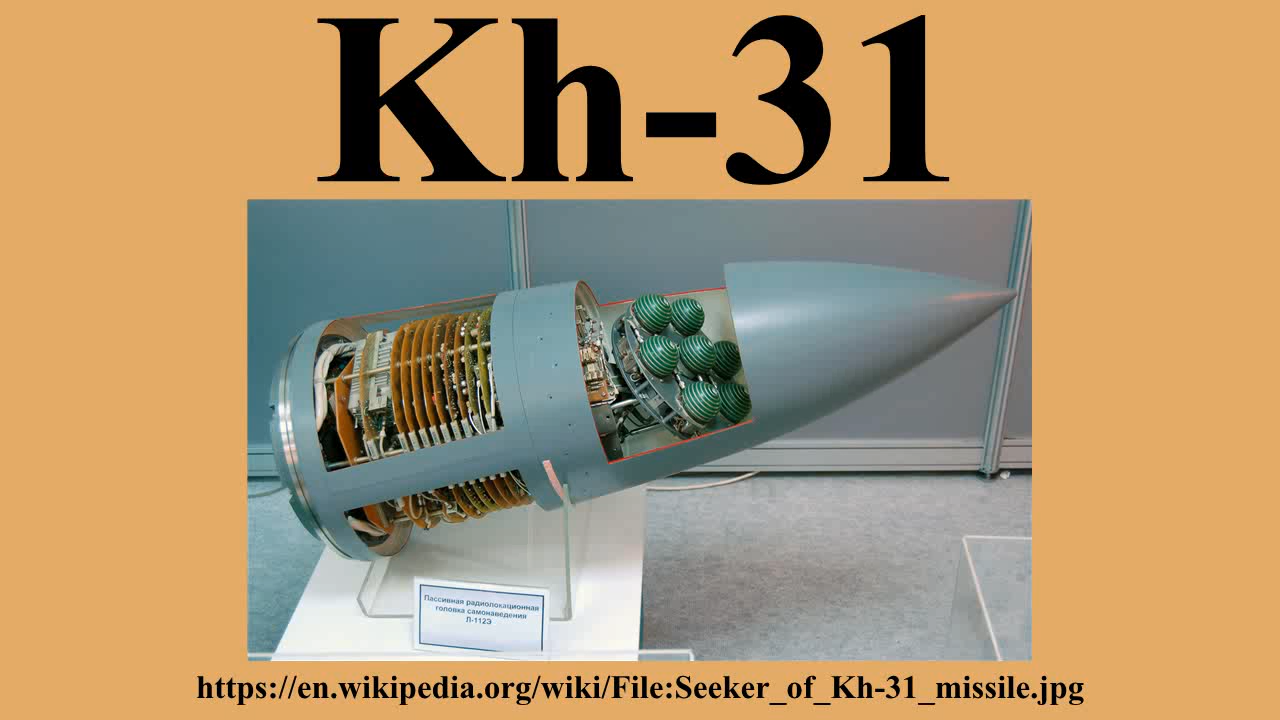 Kh-31
Пассивная радиолокационная
головка самонаведения
Л-112Э
https://en.wikipedia.org/wiki/File:Seeker_of_Kh-31_missile.jpg